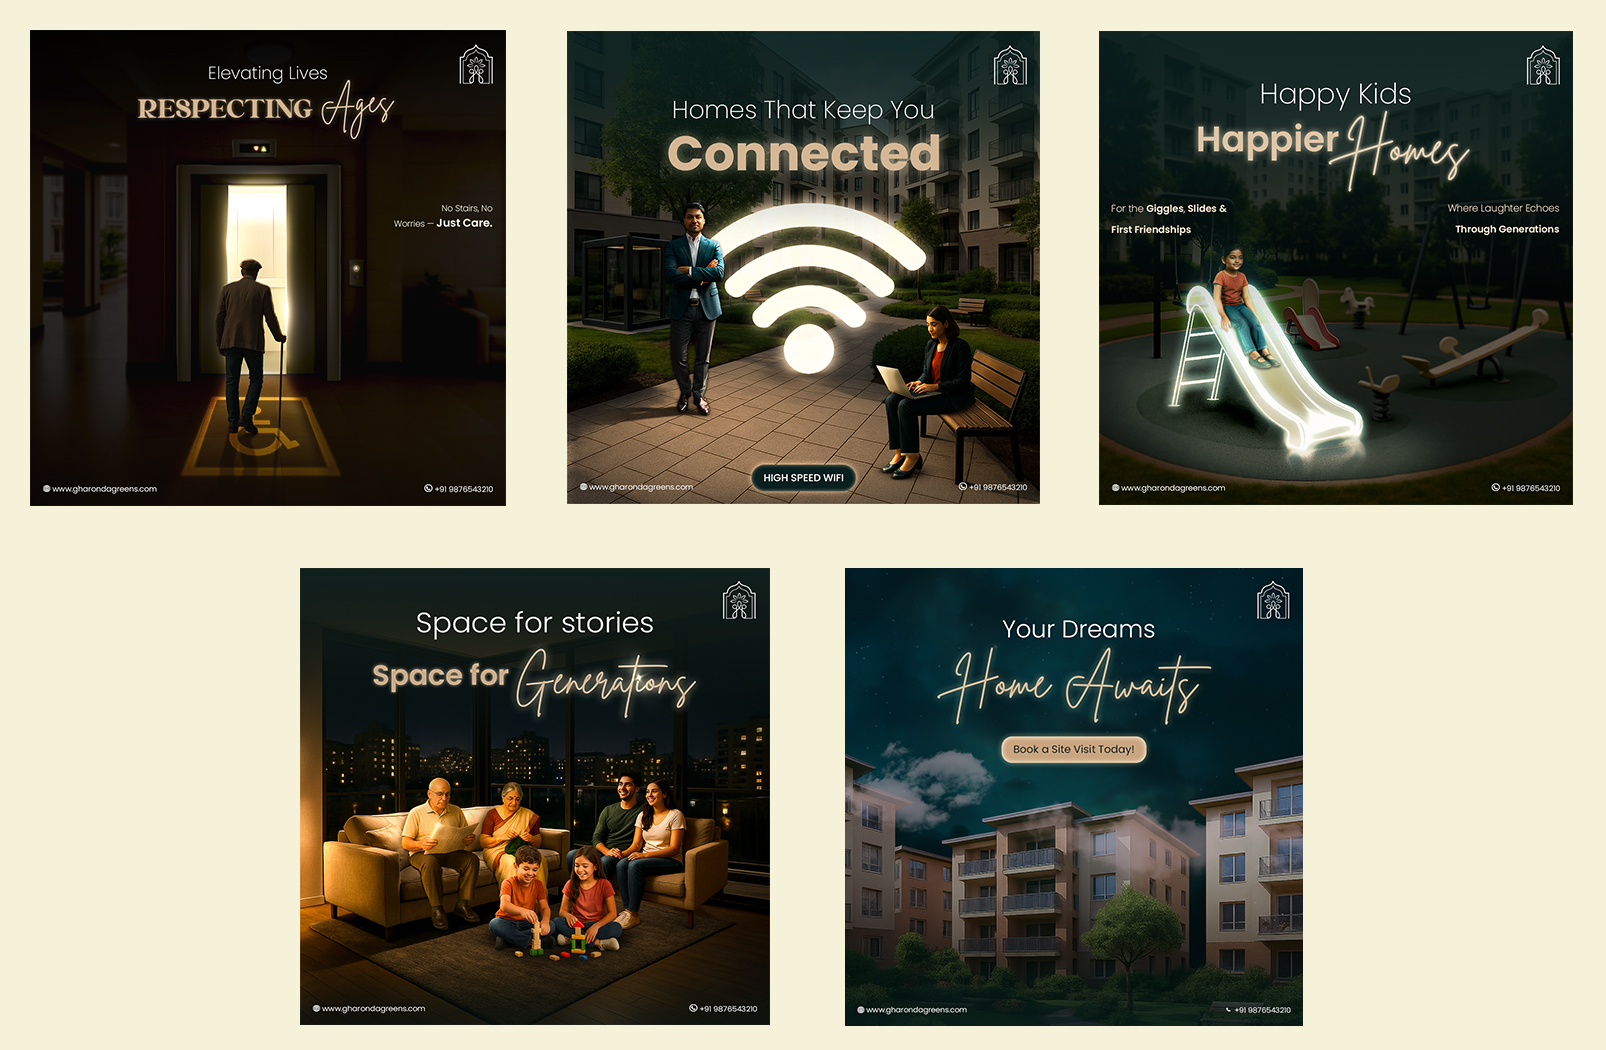 Elevating Lives
RESPECTING Ages
No Stairs, No
Worries – Just Care.
www.gharondagreens.com
+91 9876543210
Homes That Keep You
Connected
HIGH SPEED WIFI
www.gharondagreens.com
+91 9876543210
Happy Kids
Happier Homes
For the Giggles, Slides &
First Friendships
Where Laughter Echoes
Through Generations
www.gharondagreens.com
+91 9876543210
Space for stories
Space for Generations
www.gharondagreens.com
+91 9876543210
Your Dreams
Home Awaits
Book a Site Visit Today!
www.gharondagreens.com
+91 9876543210